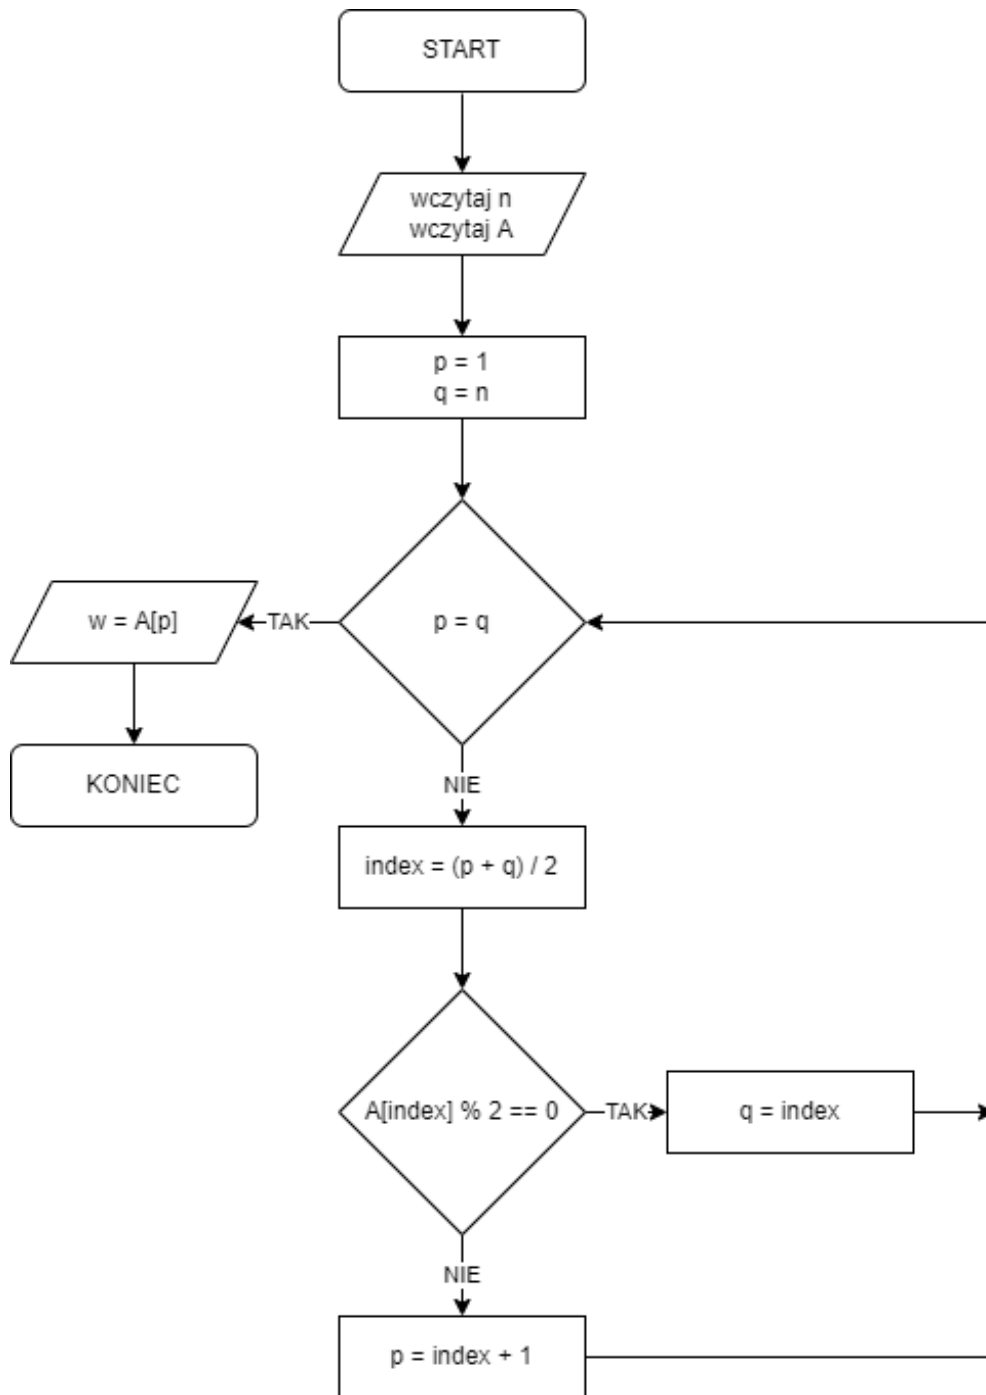 START
wczytaj n
wczytaj A
p = 1
q = n
p = q
TAK
w = A[p]
KONIEC
NIE
index = (p + q) / 2
A[index] % 2 == 0
TAK
q = index
NIE
p = index + 1